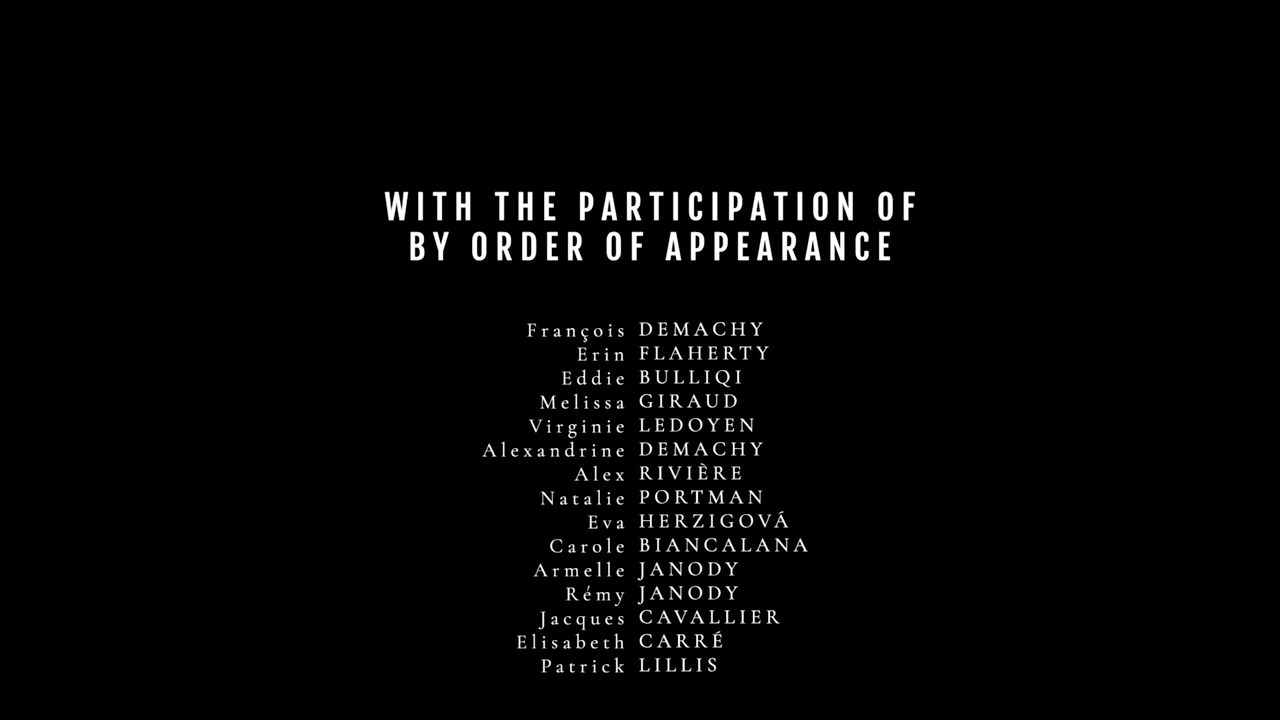 WITH THE PARTICIPATION OF
BY ORDER OF APPEARANCE
François DEMACHY
Erin FLAHERTY
Eddie BULLIQI
Melissa GIRAUD
Virginie LEDOYEN
Alexandrine DEMACHY
Alex RIVIÈRE
Natalie PORTMAN
Eva HERZIGOVÁ
Carole BIANCALANA
Armelle JANODY
Rémy JANODY
Jacques CAVALLIER
Elisabeth CARRÉ
Patrick LILLIS